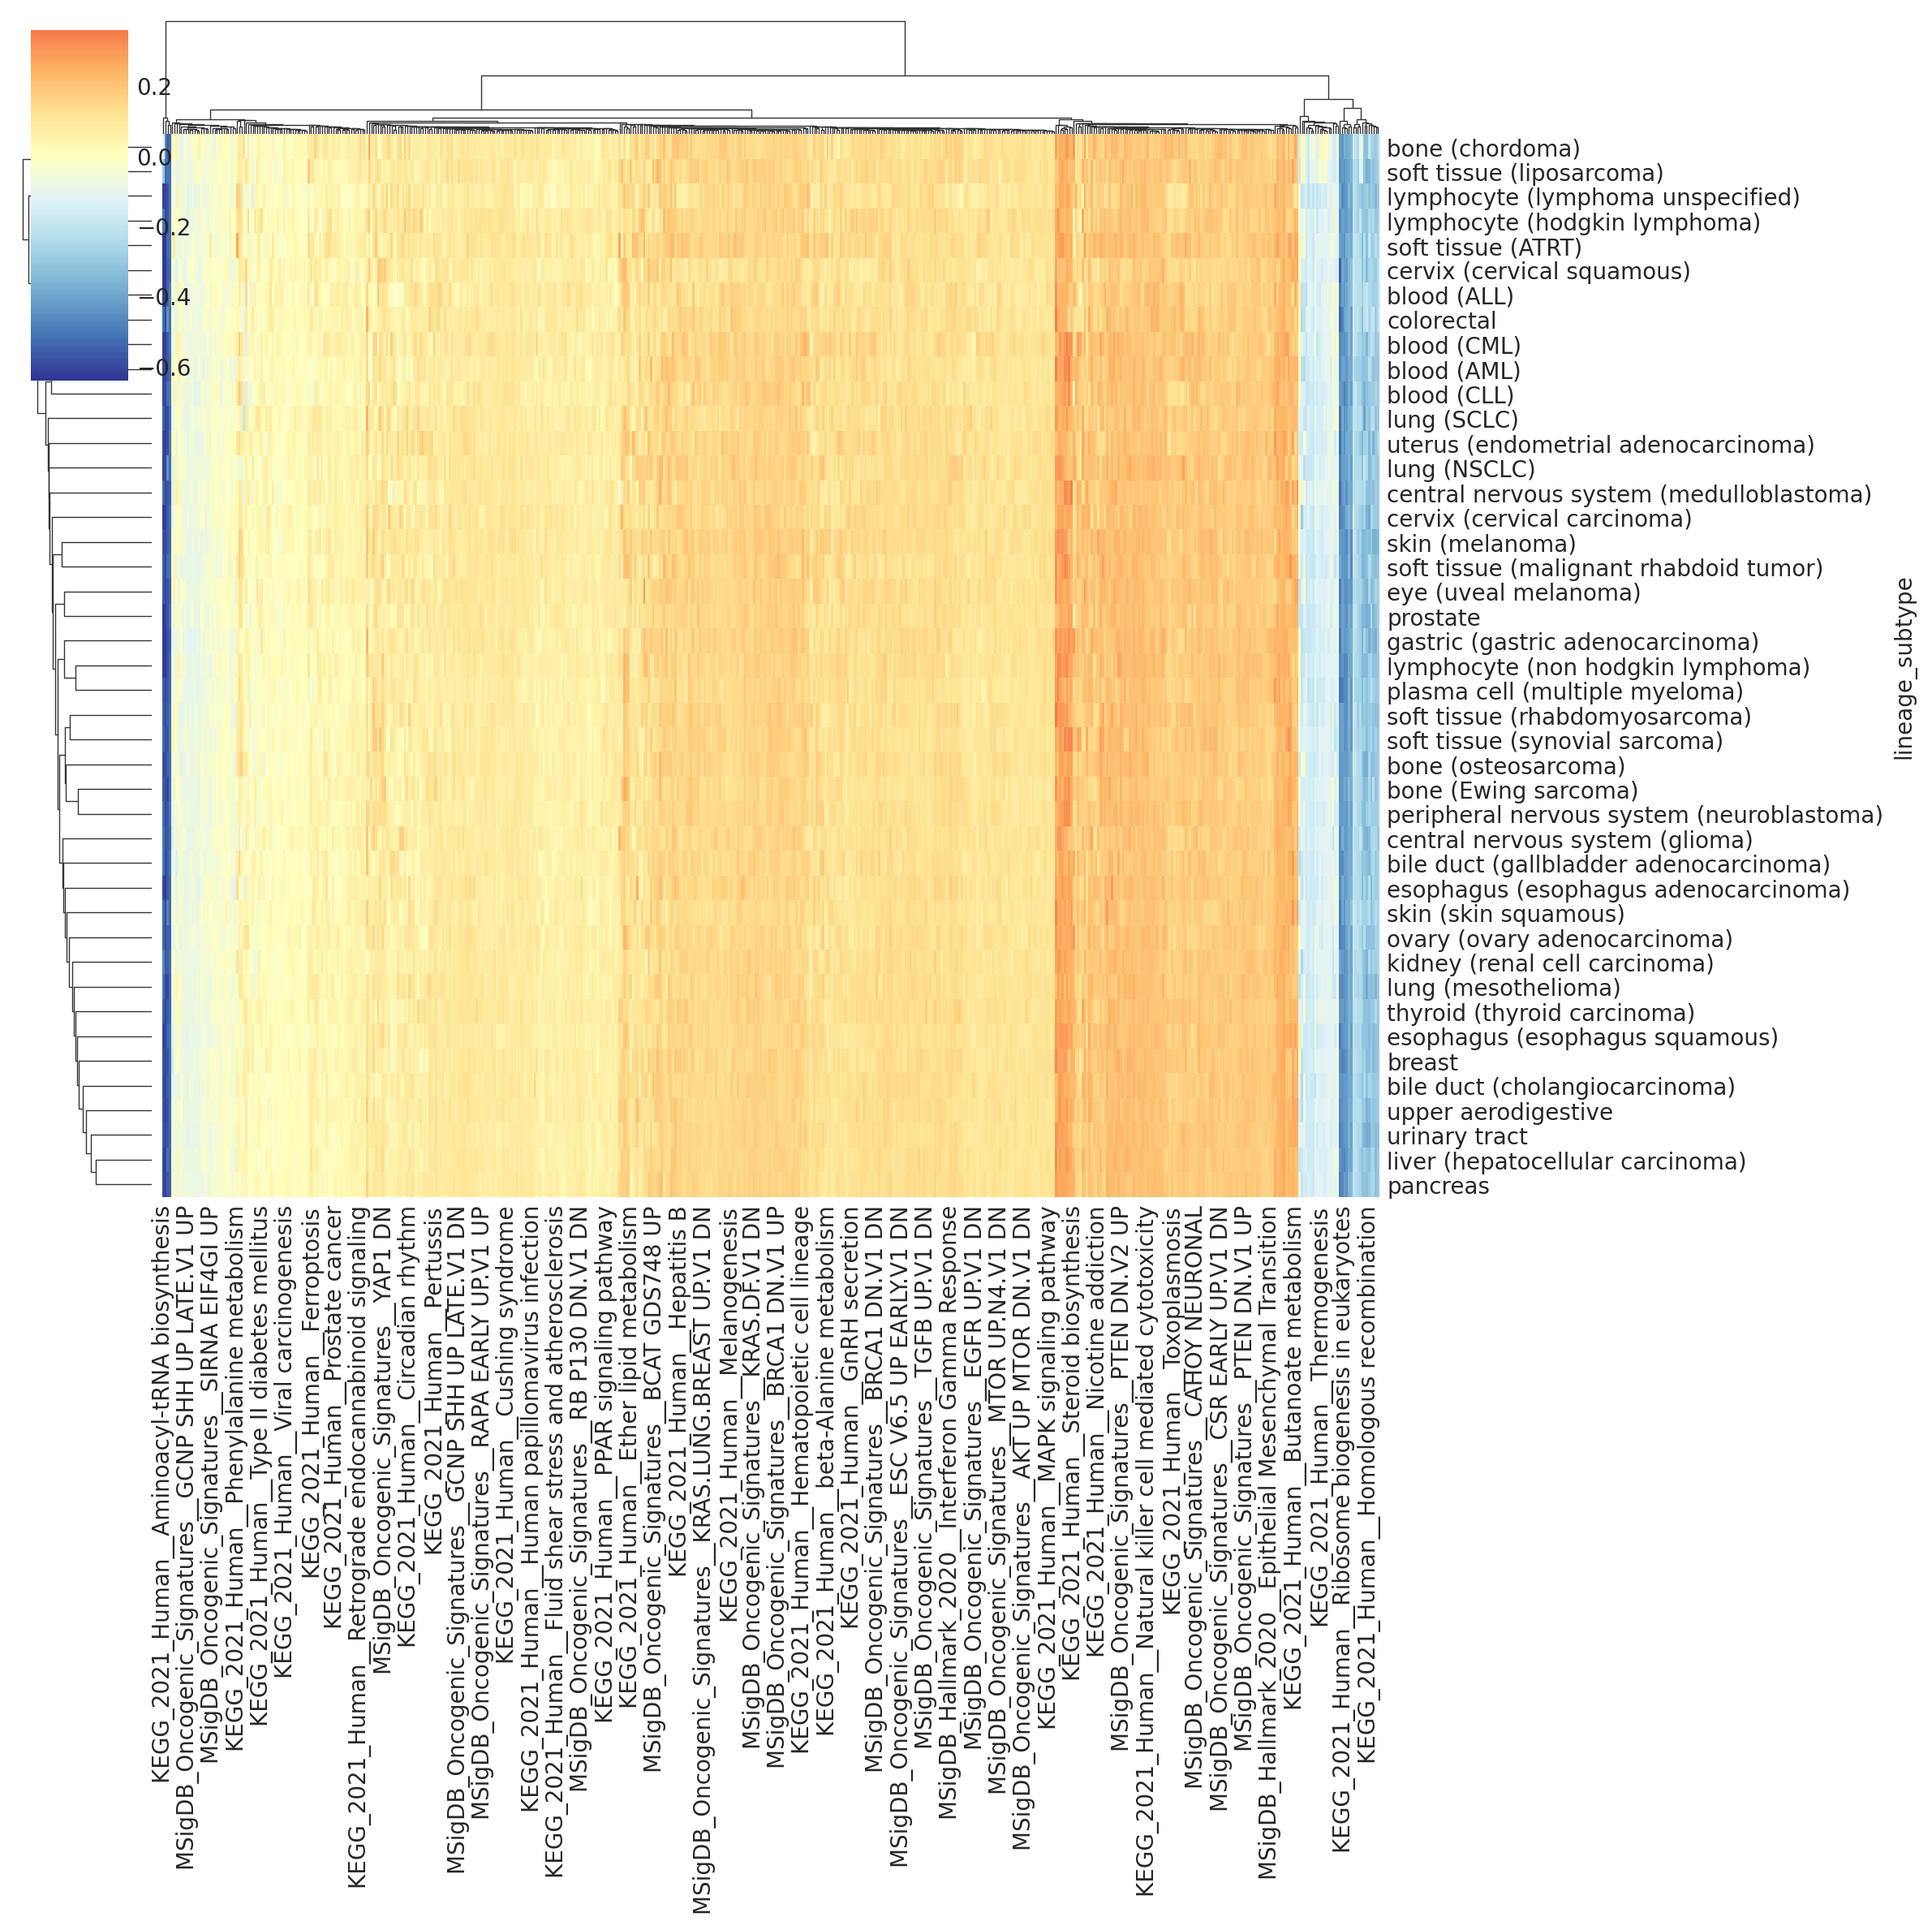 0.2
0.0
−0.2
−0.4
−0.6
bone (chordoma)
soft tissue (liposarcoma)
lymphocyte (lymphoma unspecified)
lymphocyte (hodgkin lymphoma)
soft tissue (ATRT)
cervix (cervical squamous)
blood (ALL)
colorectal
blood (CML)
blood (AML)
blood (CLL)
lung (SCLC)
uterus (endometrial adenocarcinoma)
lung (NSCLC)
central nervous system (medulloblastoma)
cervix (cervical carcinoma)
skin (melanoma)
soft tissue (malignant rhabdoid tumor)
eye (uveal melanoma)
prostate
gastric (gastric adenocarcinoma)
lymphocyte (non hodgkin lymphoma)
plasma cell (multiple myeloma)
soft tissue (rhabdomyosarcoma)
soft tissue (synovial sarcoma)
bone (osteosarcoma)
bone (Ewing sarcoma)
peripheral nervous system (neuroblastoma)
central nervous system (glioma)
bile duct (gallbladder adenocarcinoma)
esophagus (esophagus adenocarcinoma)
skin (skin squamous)
ovary (ovary adenocarcinoma)
kidney (renal cell carcinoma)
lung (mesothelioma)
thyroid (thyroid carcinoma)
esophagus (esophagus squamous)
breast
bile duct (cholangiocarcinoma)
upper aerodigestive
urinary tract
liver (hepatocellular carcinoma)
pancreas
lineage_subtype
KEGG_2021_Human__Aminoacyl-tRNA biosynthesis
MSigDB_Oncogenic_Signatures__GCNP SHH UP LATE.V1 UP
MSigDB_Oncogenic_Signatures__SIRNA EIF4GI UP
KEGG_2021_Human__Phenylalanine metabolism
KEGG_2021_Human__Type II diabetes mellitus
KEGG_2021_Human__Viral carcinogenesis
KEGG_2021_Human__Ferroptosis
KEGG_2021_Human__Prostate cancer
KEGG_2021_Human__Retrograde endocannabinoid signaling
MSigDB_Oncogenic_Signatures__YAP1 DN
KEGG_2021_Human__Circadian rhythm
KEGG_2021_Human__Pertussis
MSigDB_Oncogenic_Signatures__GCNP SHH UP LATE.V1 DN
MSigDB_Oncogenic_Signatures__RAPA EARLY UP.V1 UP
KEGG_2021_Human__Cushing syndrome
KEGG_2021_Human__Human papillomavirus infection
KEGG_2021_Human__Fluid shear stress and atherosclerosis
MSigDB_Oncogenic_Signatures__RB P130 DN.V1 DN
KEGG_2021_Human__PPAR signaling pathway
KEGG_2021_Human__Ether lipid metabolism
MSigDB_Oncogenic_Signatures__BCAT GDS748 UP
KEGG_2021_Human__Hepatitis B
MSigDB_Oncogenic_Signatures__KRAS.LUNG.BREAST UP.V1 DN
KEGG_2021_Human__Melanogenesis
MSigDB_Oncogenic_Signatures__KRAS.DF.V1 DN
MSigDB_Oncogenic_Signatures__BRCA1 DN.V1 UP
KEGG_2021_Human__Hematopoietic cell lineage
KEGG_2021_Human__beta-Alanine metabolism
KEGG_2021_Human__GnRH secretion
MSigDB_Oncogenic_Signatures__BRCA1 DN.V1 DN
MSigDB_Oncogenic_Signatures__ESC V6.5 UP EARLY.V1 DN
MSigDB_Oncogenic_Signatures__TGFB UP.V1 DN
MSigDB_Hallmark_2020__Interferon Gamma Response
MSigDB_Oncogenic_Signatures__EGFR UP.V1 DN
MSigDB_Oncogenic_Signatures__MTOR UP.N4.V1 DN
MSigDB_Oncogenic_Signatures__AKT UP MTOR DN.V1 DN
KEGG_2021_Human__MAPK signaling pathway
KEGG_2021_Human__Steroid biosynthesis
KEGG_2021_Human__Nicotine addiction
MSigDB_Oncogenic_Signatures__PTEN DN.V2 UP
KEGG_2021_Human__Natural killer cell mediated cytotoxicity
KEGG_2021_Human__Toxoplasmosis
MSigDB_Oncogenic_Signatures__CAHOY NEURONAL
MSigDB_Oncogenic_Signatures__CSR EARLY UP.V1 DN
MSigDB_Oncogenic_Signatures__PTEN DN.V1 UP
MSigDB_Hallmark_2020__Epithelial Mesenchymal Transition
KEGG_2021_Human__Butanoate metabolism
KEGG_2021_Human__Thermogenesis
KEGG_2021_Human__Ribosome biogenesis in eukaryotes
KEGG_2021_Human__Homologous recombination